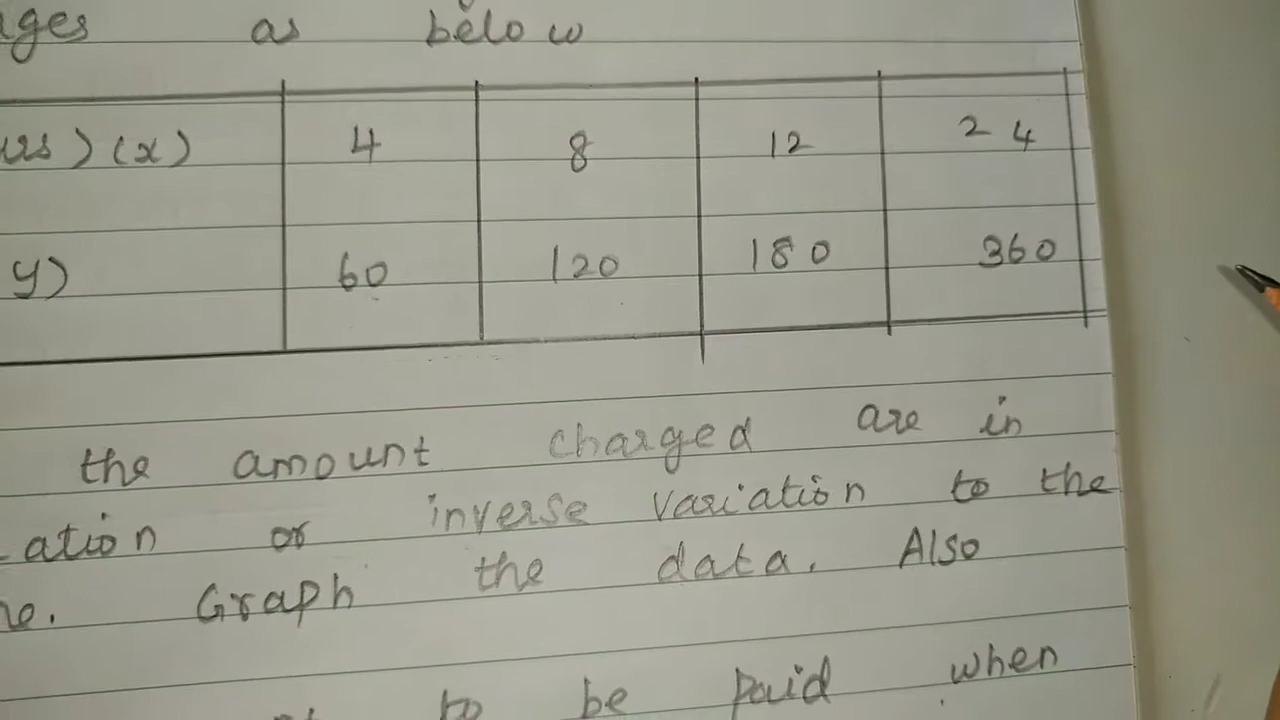 ges as below
urs) (x) 4 8 12 24
y) 60 120 180 360
the amount charged are in
ation or inverse variation to the
Graph the data. Also
to be paid when